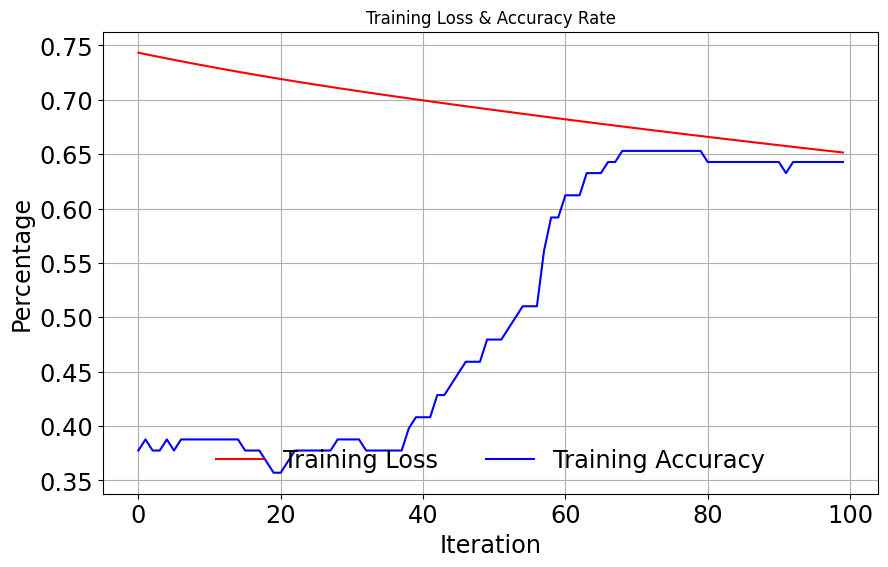 Training Loss & Accuracy Rate
0.75
0.70
0.65
0.60
0.55
0.50
0.45
0.40
0.35
Percentage
Training Loss Training Accuracy
0 20 40 60 80 100
Iteration